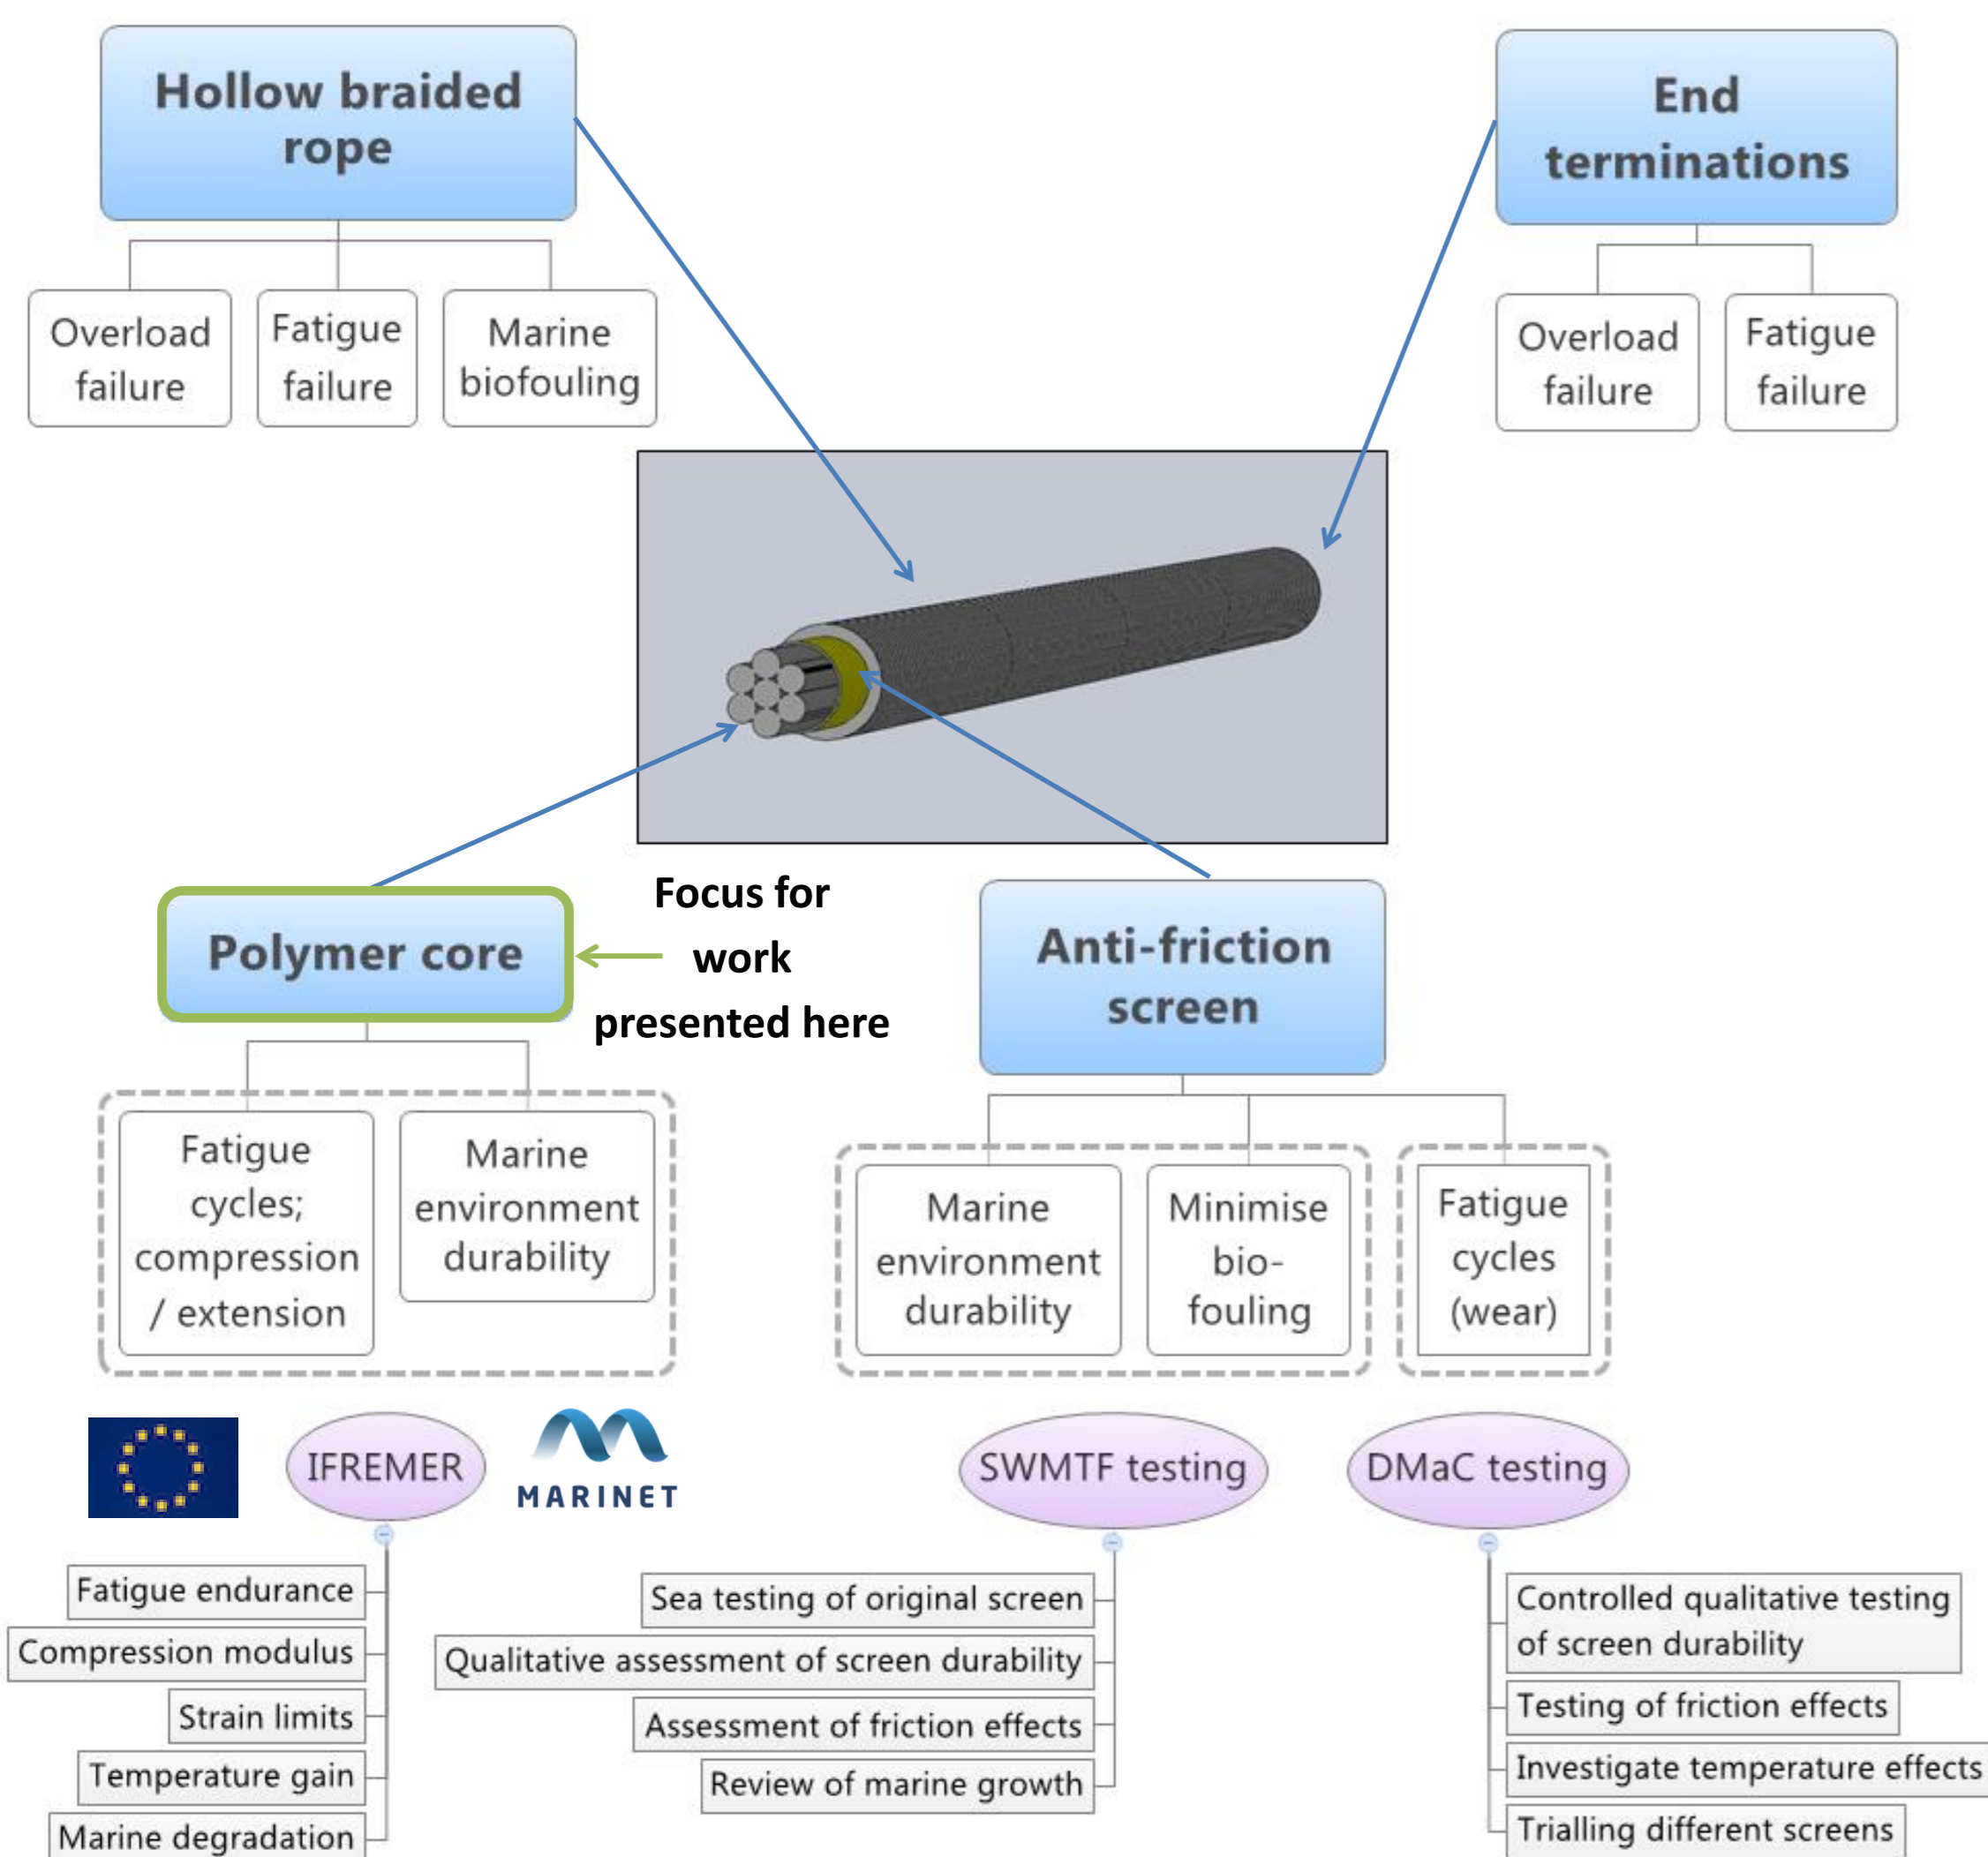 Hollow braided
rope
Overload
failure
Fatigue
failure
Marine
biofouling
End
terminations
Overload
failure
Fatigue
failure
Polymer core
Focus for
work
presented here
Anti-friction
screen
Fatigue
cycles;
compression
/ extension
Marine
environment
durability
Marine
environment
durability
Minimise
bio-
fouling
Fatigue
cycles
(wear)
IFREMER
MARINET
SWMTF testing
DMaC testing
Fatigue endurance
Compression modulus
Strain limits
Temperature gain
Marine degradation
Sea testing of original screen
Qualitative assessment of screen durability
Assessment of friction effects
Review of marine growth
Controlled qualitative testing
of screen durability
Testing of friction effects
Investigate temperature effects
Trialling different screens